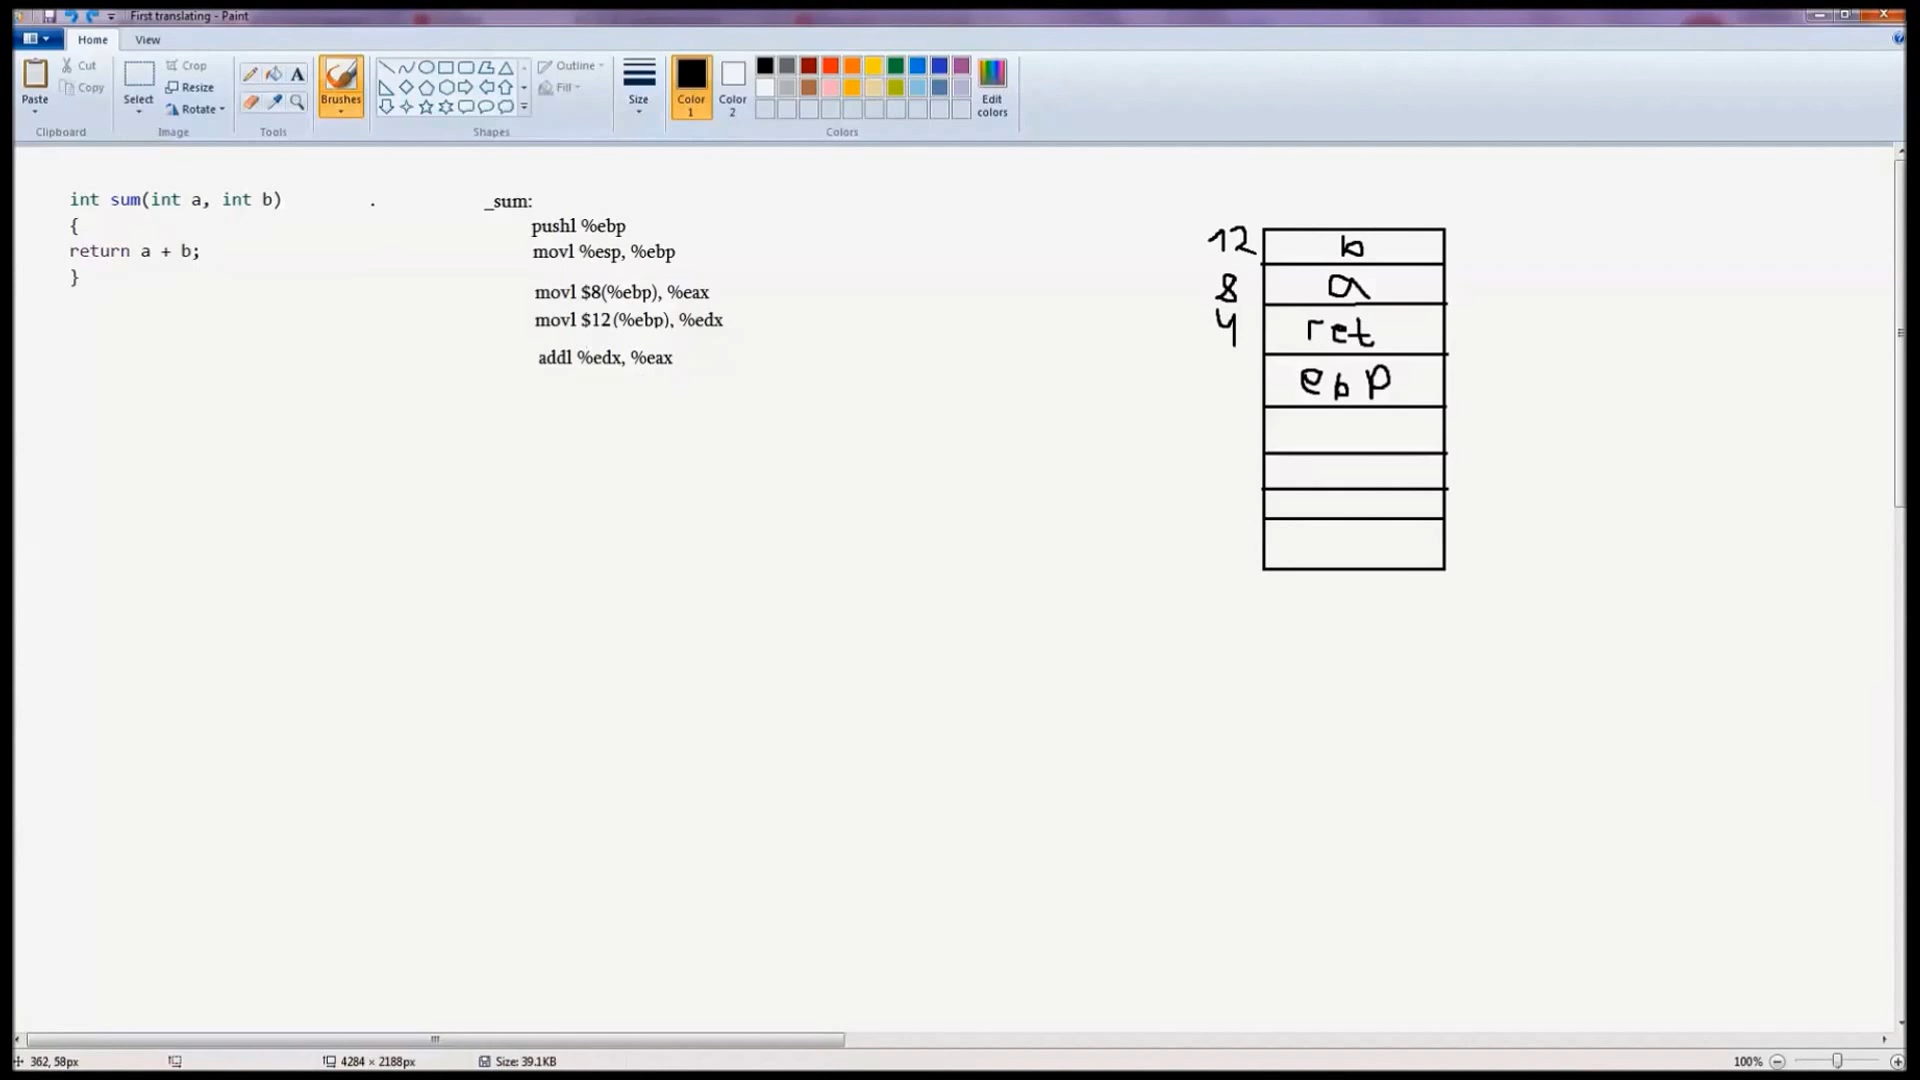 First translating - Paint
Home View
Paste Cut Copy
Clipboard
Select Crop Resize Rotate
Image
A
Tools
Brushes
Shapes
Outline
Fill
Size
Color 1
Color 2
Edit colors
Colors
int sum(int a, int b)
{
return a + b;
}
.
_sum:
pushl %ebp
movl %esp, %ebp
movl $8(%ebp), %eax
movl $12(%ebp), %edx
addl %edx, %eax
12 b
8 a
4 ret
ebp
362, 58px
4284 × 2188px
Size: 39.1KB
100%